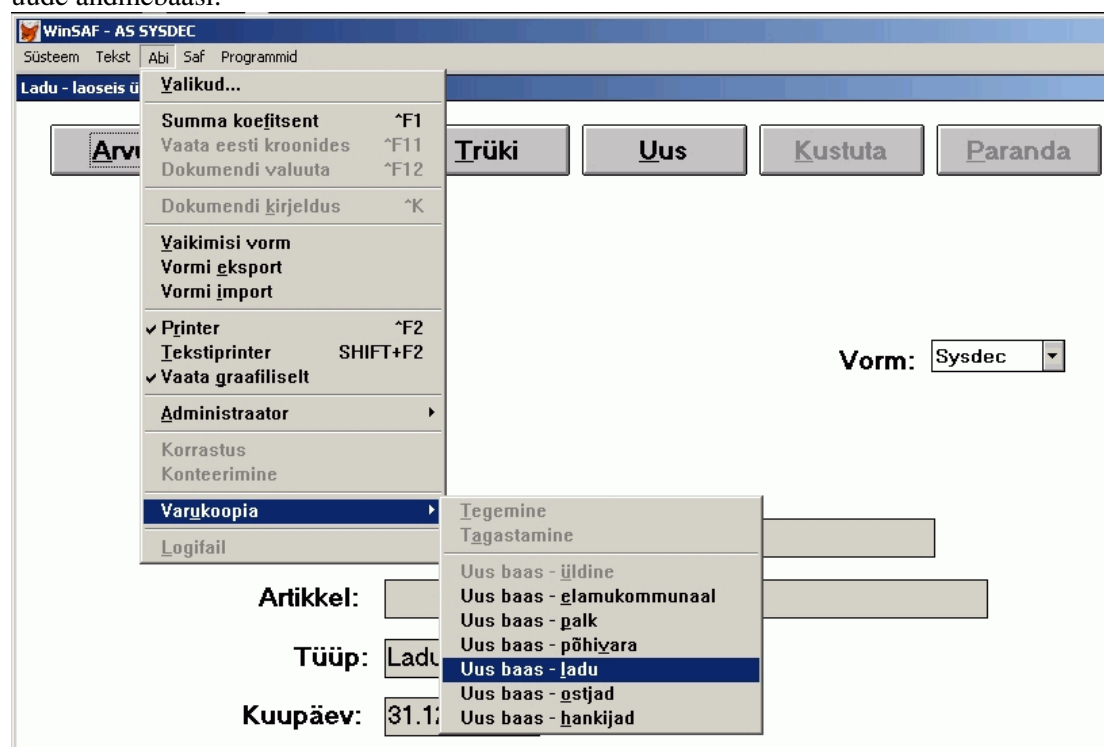 uude andmebaasi.
WinSAF - AS SYSDEC
Süsteem Tekst Abi Saf Programmid
Ladu - laoseis ü
Valikud...
Summa koefitsent ^F1
Vaata eesti kroonides ^F11
Dokumendi valuuta ^F12
Dokumendi kirjeldus ^K
Vaikimisi vorm
Vormi eksport
Vormi import
Printer ^F2
Tekstiprinter SHIFT+F2
Vaata graafiliselt
Administraator
Korrastus
Konteerimine
Varukoopia
Logifail
Arvu
Trüki
Uus
Kustuta
Paranda
Vorm: Sysdec
Tegemine
Tagastamine
Uus baas - üldine
Uus baas - elamukommunaal
Uus baas - palk
Uus baas - põhivara
Uus baas - ladu
Uus baas - ostjad
Uus baas - hankijad
Artikkel:
Tüüp: Ladu
Kuupäev: 31.12